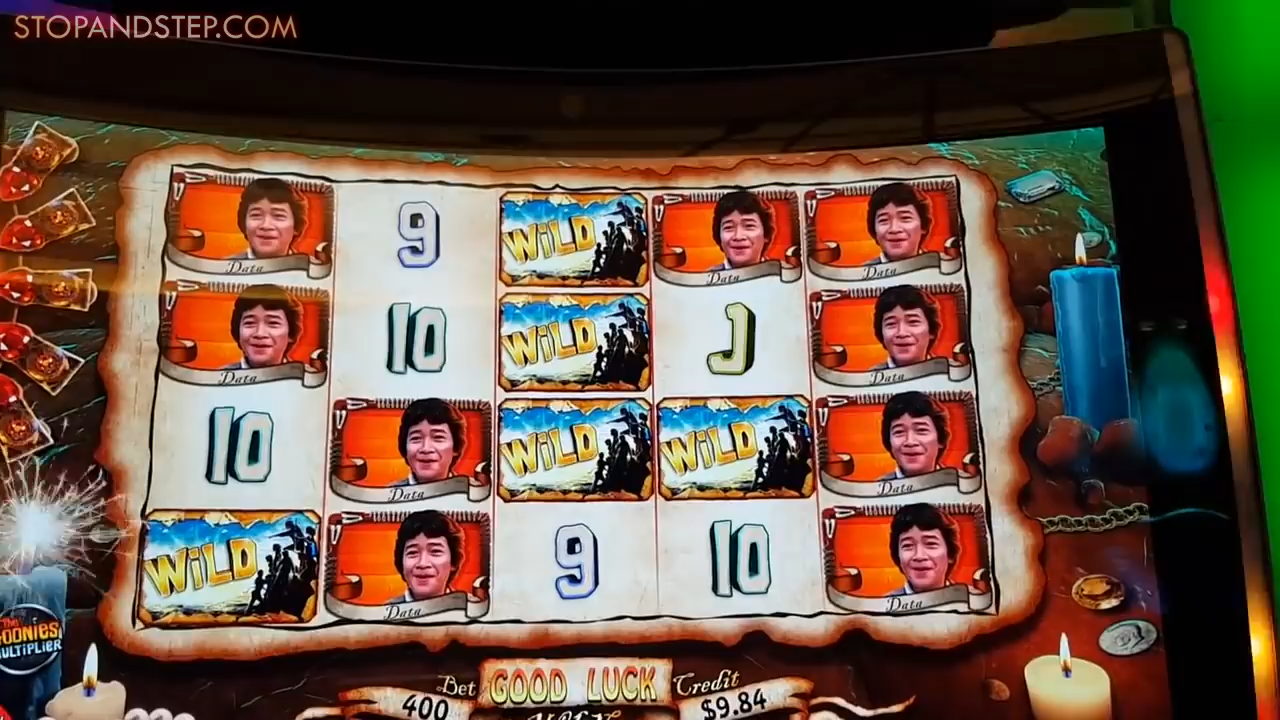 STOPANDSTEP.COM
Data 9 WiLD Data Data
Data 10 WiLD J Data
10 Data WiLD WiLD Data
WiLD Data 9 10 Data
The
GOONiES
MULTIPLIER
Bet GOOD LUCK Credit
400 $9.84